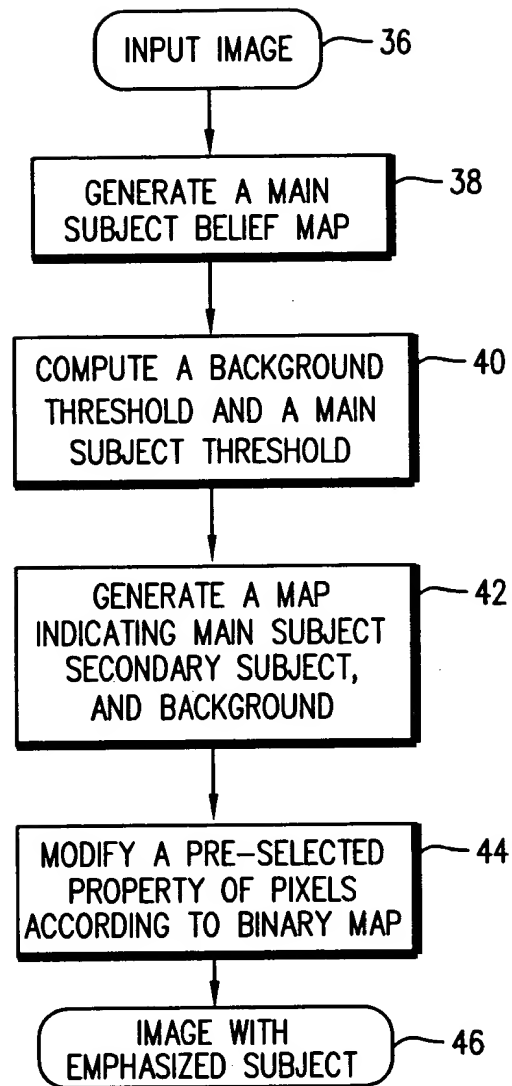 INPUT IMAGE
36
GENERATE A MAIN
SUBJECT BELIEF MAP
38
COMPUTE A BACKGROUND
THRESHOLD AND A MAIN
SUBJECT THRESHOLD
40
GENERATE A MAP
INDICATING MAIN SUBJECT
SECONDARY SUBJECT,
AND BACKGROUND
42
MODIFY A PRE-SELECTED
PROPERTY OF PIXELS
ACCORDING TO BINARY MAP
44
IMAGE WITH
EMPHASIZED SUBJECT
46